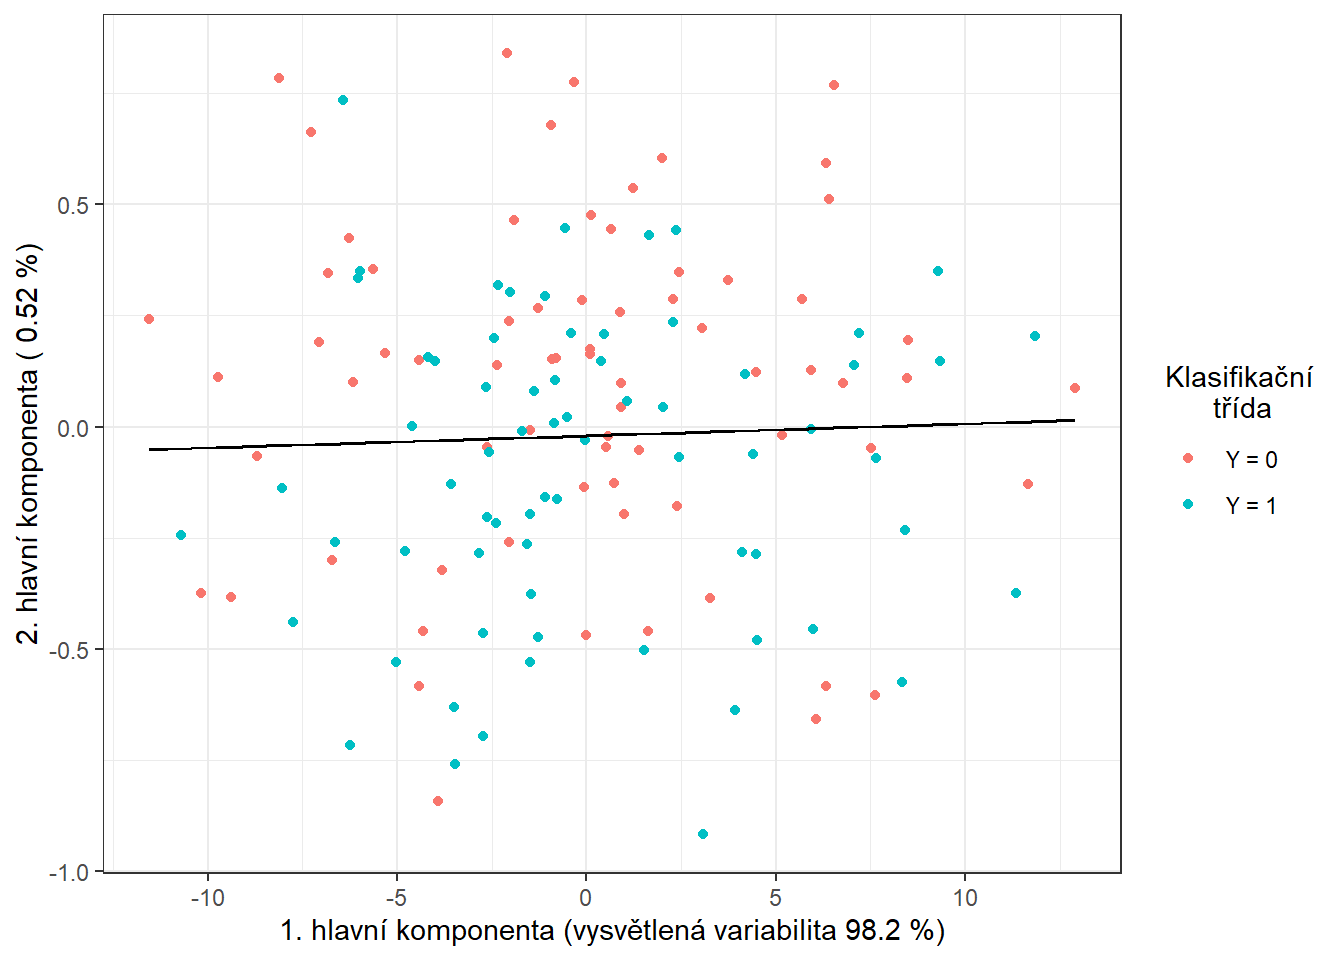 0.5
0.0
-0.5
-1.0
2. hlavní komponenta ( 0.52 %)
-10
-5
0
5
10
1. hlavní komponenta (vysvětlená variabilita 98.2 %)
Klasifikační
třída
Y = 0
Y = 1